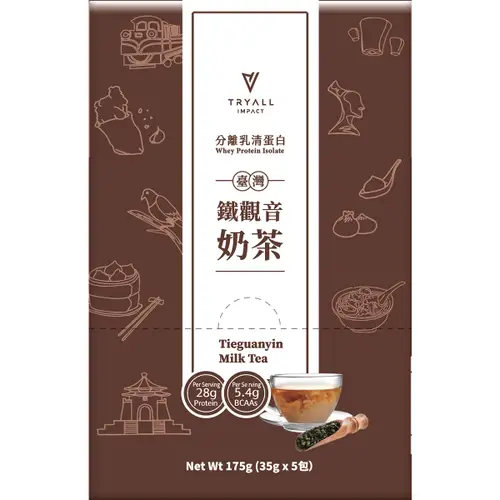 TRYALL
IMPACT
分離乳清蛋白
Whey Protein Isolate
臺灣
鐵觀音
奶茶
Tieguanyin
Milk Tea
Per Serving
28g
Protein
Per Serving
5.4g
BCAAs
Net Wt 175g (35g x 5包)